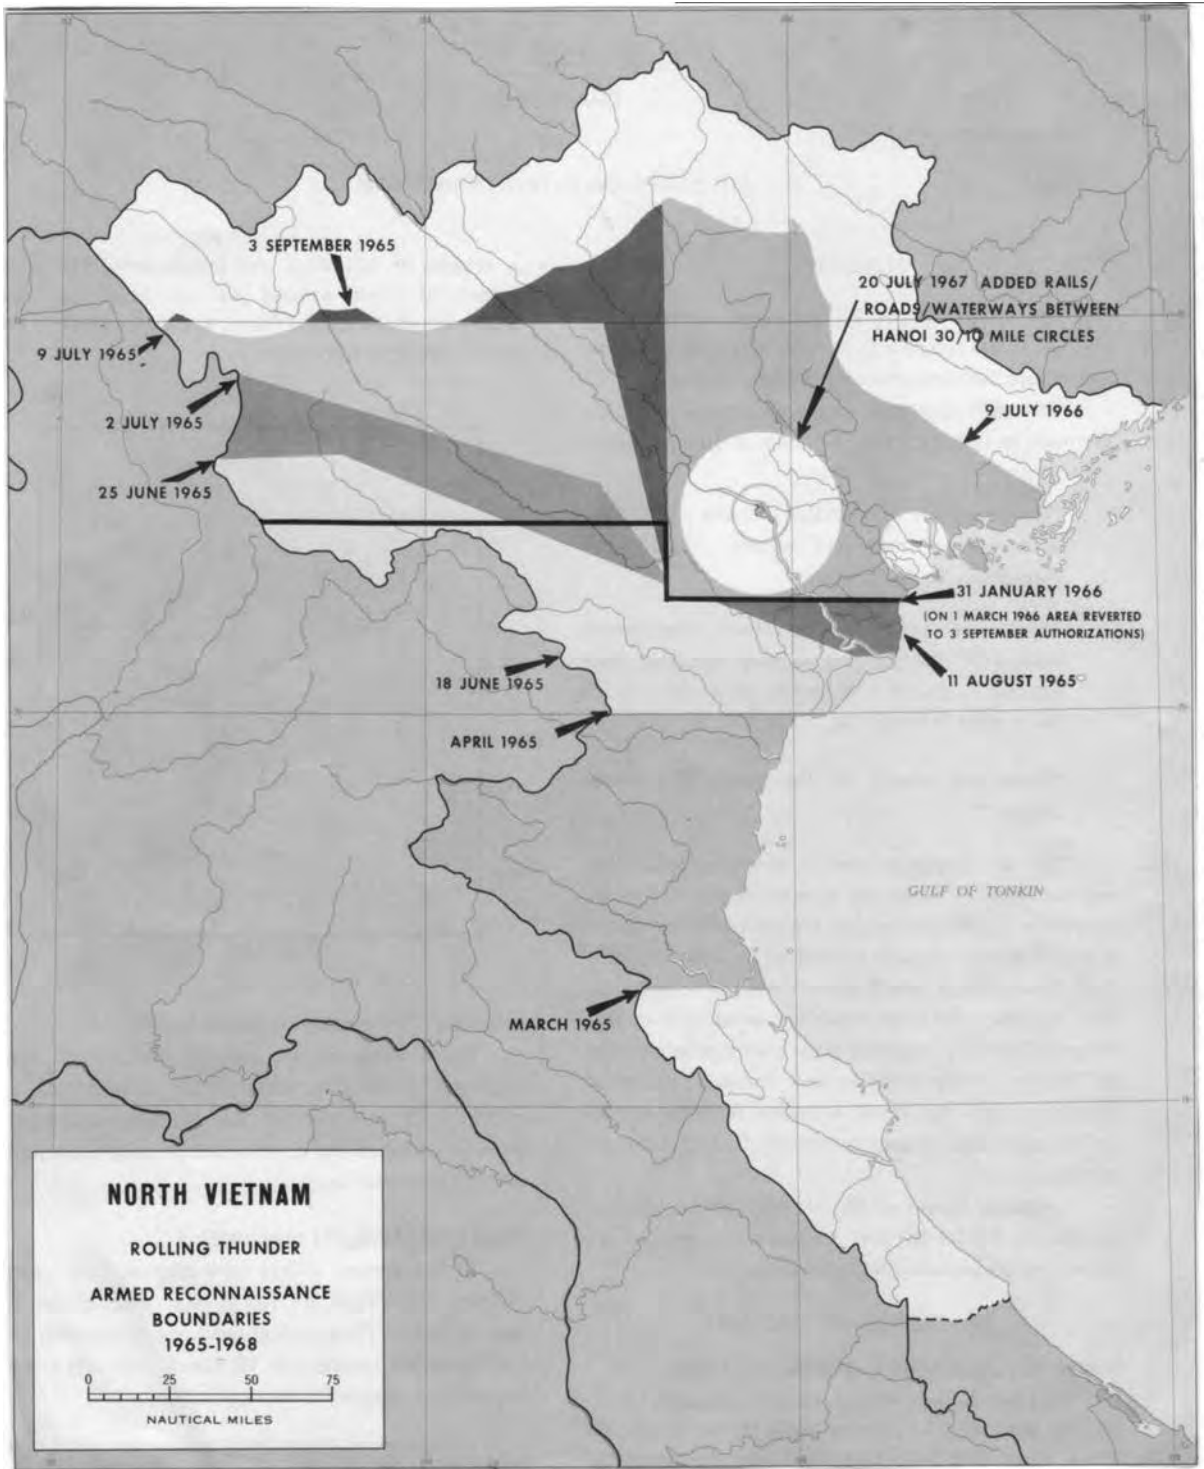 3 SEPTEMBER 1965
20 JULY 1967 ADDED RAILS/
ROADS/WATERWAYS BETWEEN
HANOI 30/10 MILE CIRCLES
9 JULY 1965
2 JULY 1965
9 JULY 1966
25 JUNE 1965
31 JANUARY 1966
(ON 1 MARCH 1966 AREA REVERTED
TO 3 SEPTEMBER AUTHORIZATIONS)
18 JUNE 1965
11 AUGUST 1965
APRIL 1965
GULF OF TONKIN
MARCH 1965
NORTH VIETNAM
ROLLING THUNDER
ARMED RECONNAISSANCE
BOUNDARIES
1965-1968
0 25 50 75
NAUTICAL MILES